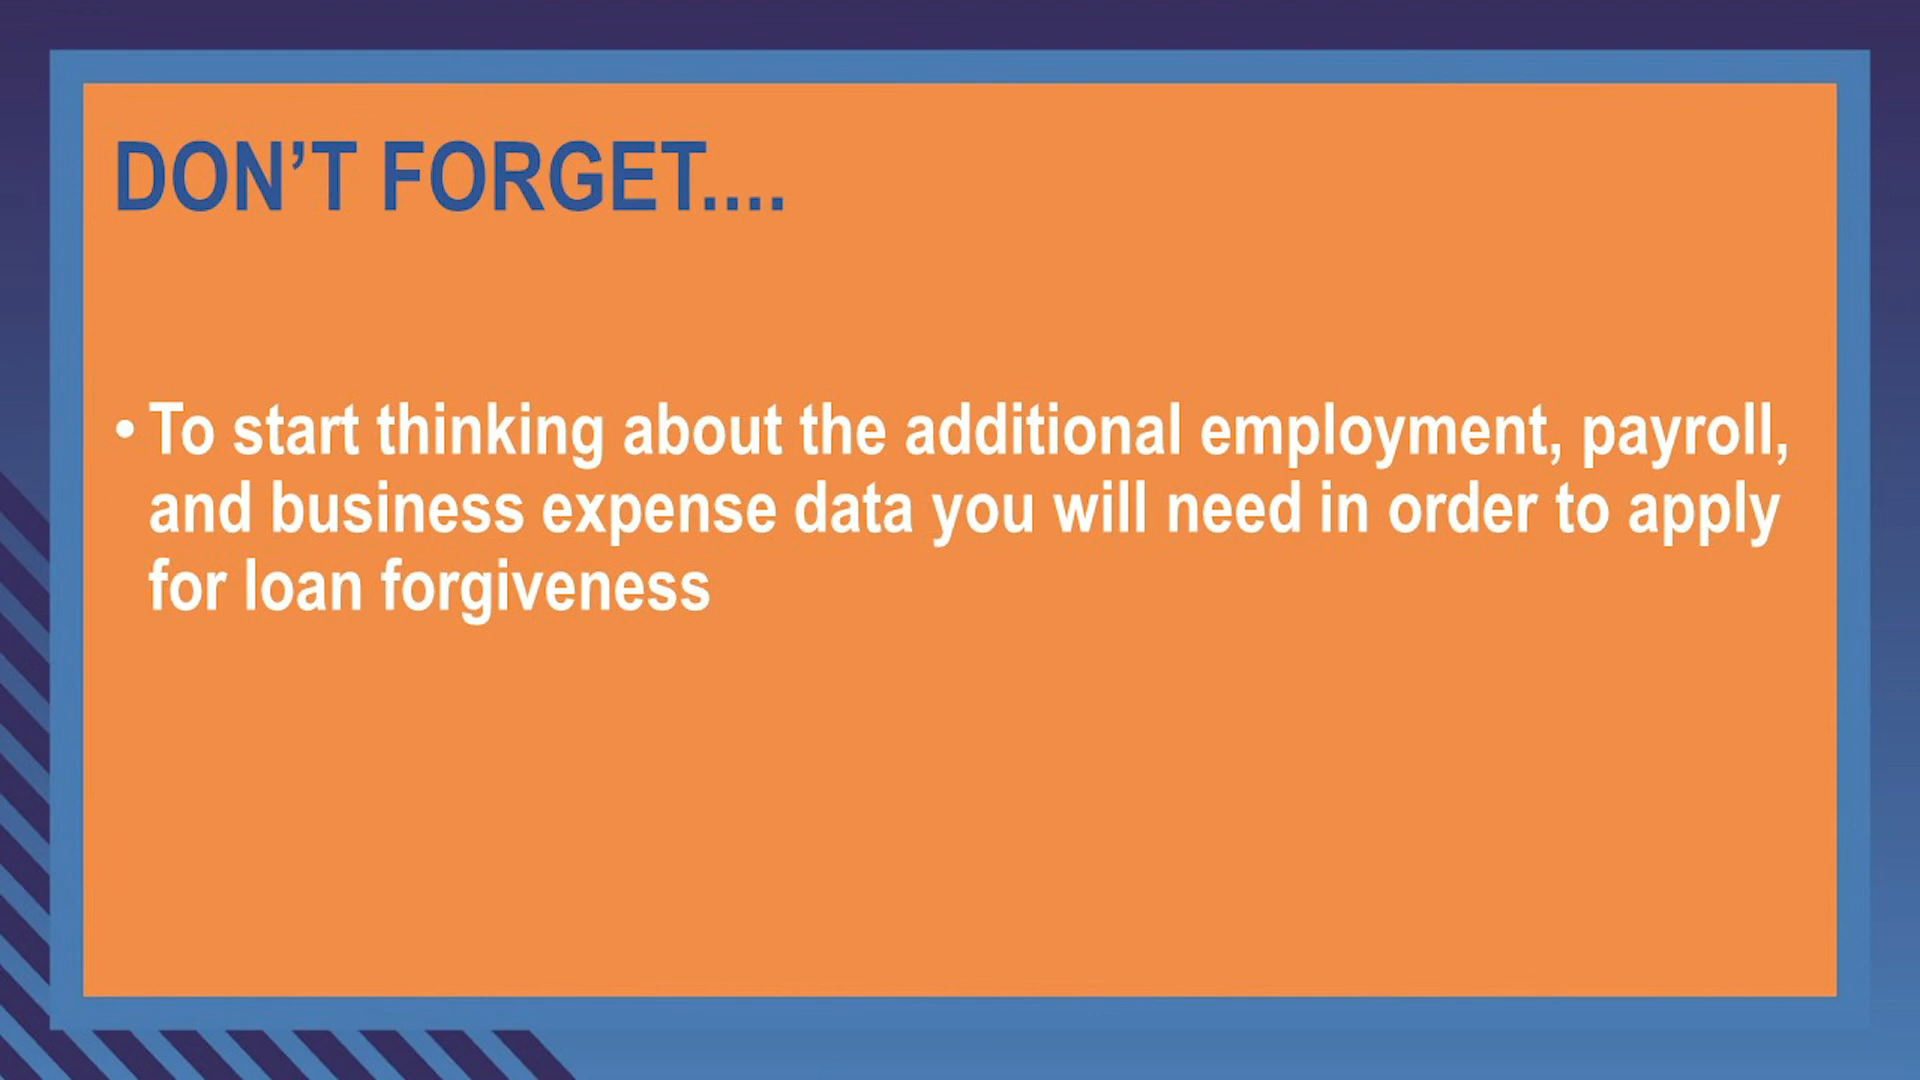 DON’T FORGET....
• To start thinking about the additional employment, payroll,
and business expense data you will need in order to apply
for loan forgiveness